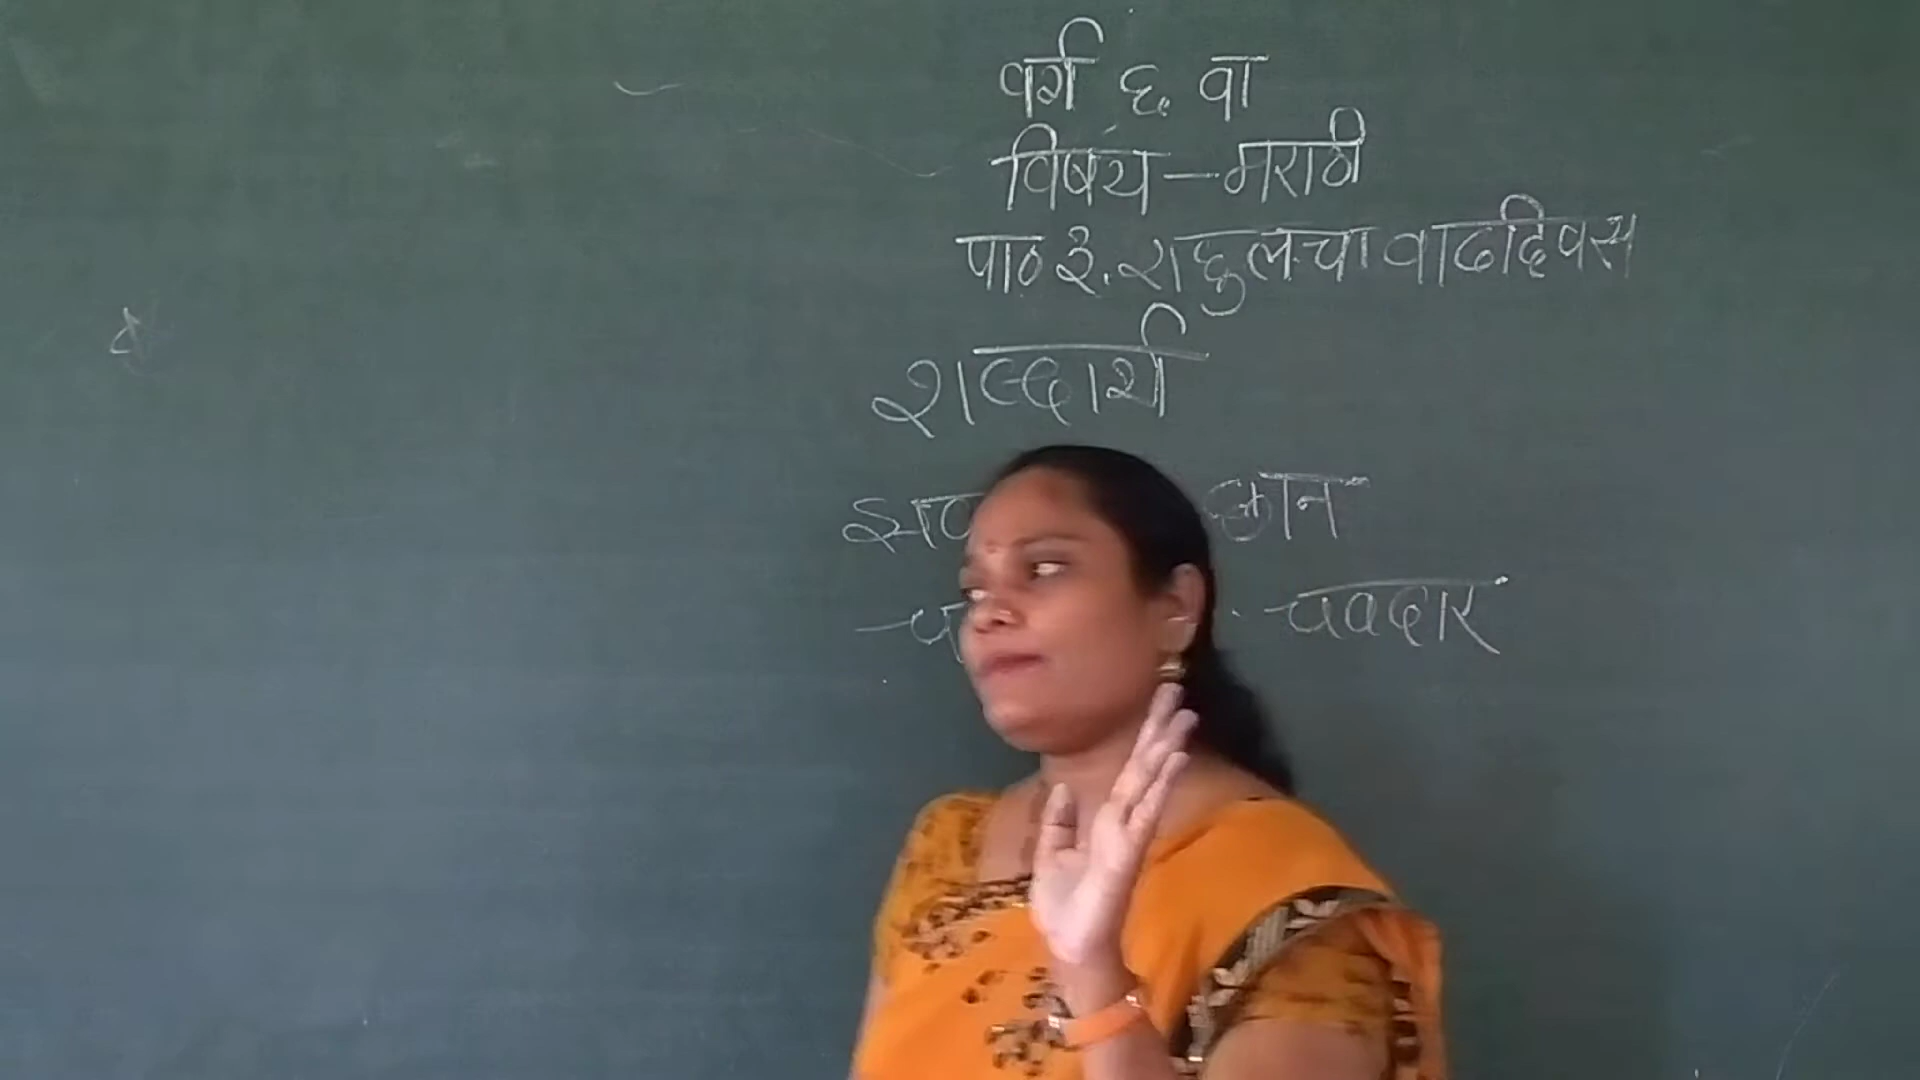 वर्ग ६ वा
विषय - मराठी
पाठ ३. राहुलचा वाढदिवस
शब्दार्थ
छान
चवदार